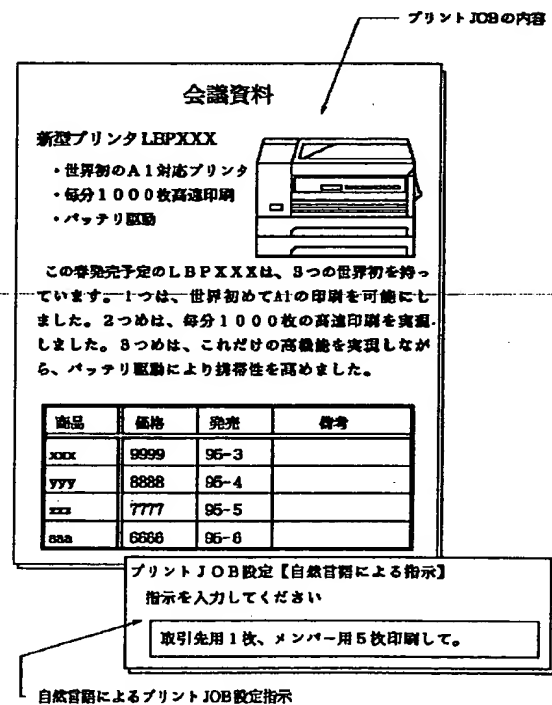 プリントJOBの内容
会議資料
新型プリンタLBPXXX
・世界初のA1対応プリンタ
・毎分1000枚高速印刷
・バッテリ駆動
この春発売予定のLBPXXXは、3つの世界初を持っ
ています。1つは、世界初めてA1の印刷を可能にし
ました。2つめは、毎分1000枚の高速印刷を実現
しました。3つめは、これだけの高機能を実現しなが
ら、バッテリ駆動により携帯性を高めました。
商品 価格 発売 備考
xxx 9999 95-3
yyy 8888 95-4
zzz 7777 95-5
aaa 6666 95-6
プリントJOB設定【自然言語による指示】
指示を入力してください
取引先用1枚、メンバー用5枚印刷して。
自然言語によるプリントJOB設定指示